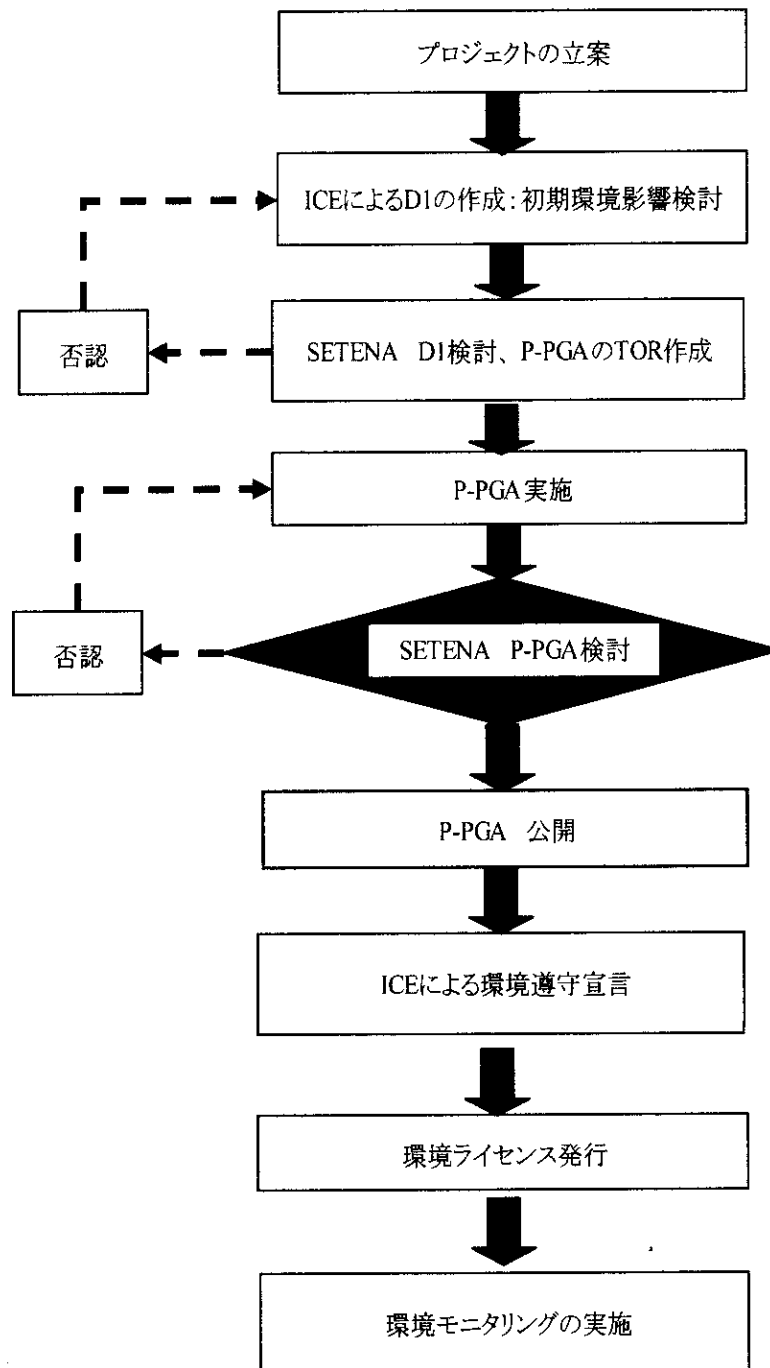 プロジェクトの立案
ICEによるD1の作成：初期環境影響検討
否認
SETENA　D1検討、P-PGAのTOR作成
P-PGA 実施
否認
SETENA　P-PGA検討
P-PGA　公開
ICEによる環境遵守宣言
環境ライセンス発行
環境モニタリングの実施